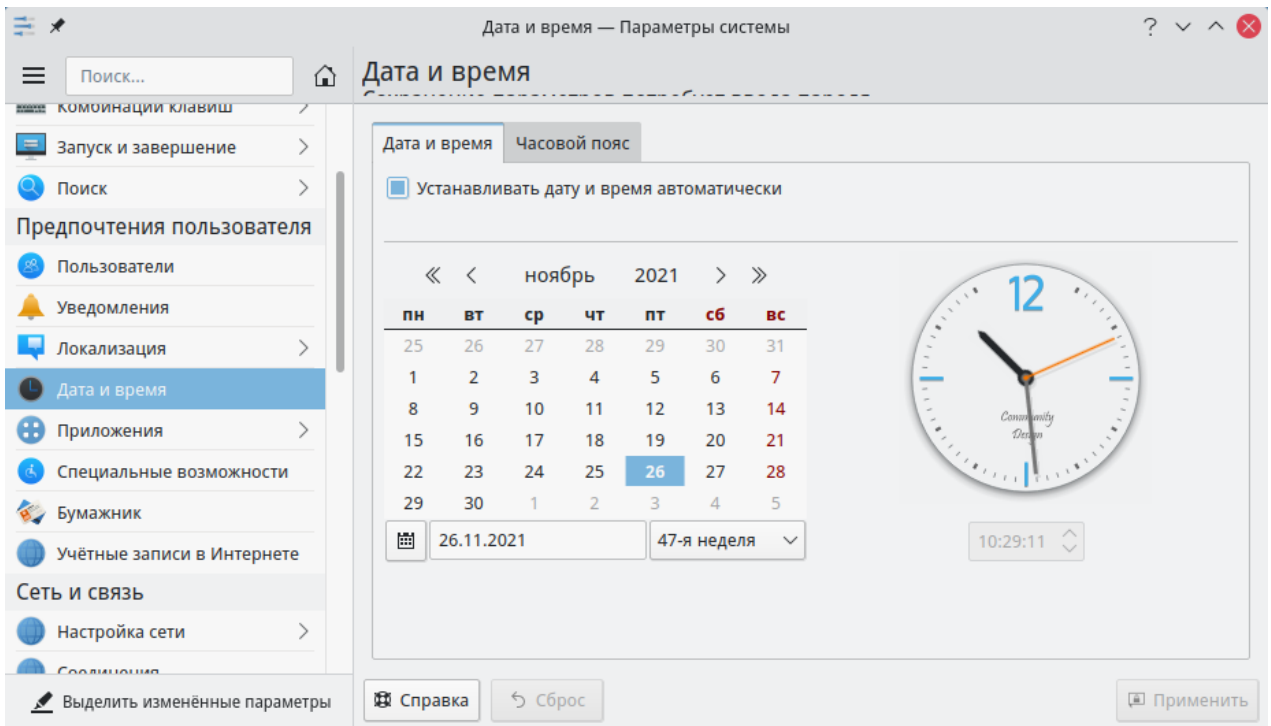 Дата и время — Параметры системы
Поиск...
Дата и время
Комбинации клавиш
Запуск и завершение
Поиск
Предпочтения пользователя
Пользователи
Уведомления
Локализация
Дата и время
Приложения
Специальные возможности
Бумажник
Учётные записи в Интернете
Сеть и связь
Настройка сети
Соединения
Выделить изменённые параметры
Дата и время Часовой пояс
Устанавливать дату и время автоматически
ноябрь 2021
пн вт ср чт пт сб вс
25 26 27 28 29 30 31
1 2 3 4 5 6 7
8 9 10 11 12 13 14
15 16 17 18 19 20 21
22 23 24 25 26 27 28
29 30 1 2 3 4 5
26.11.2021 47-я неделя
12
Community
Design
10:29:11
Справка Сброс Применить